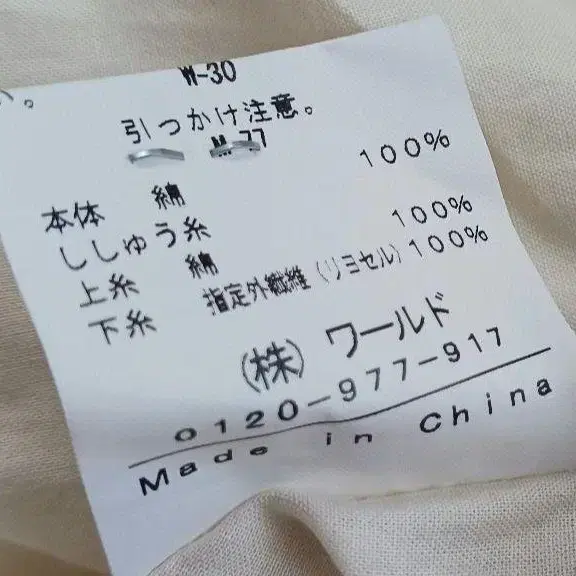 W-30
引っかけ注意。
M-77
本体 綿 100%
ししゅう糸
上糸 綿 100%
下糸 指定外繊維(リヨセル)100%
(株) ワールド
0120-977-917
Made in China